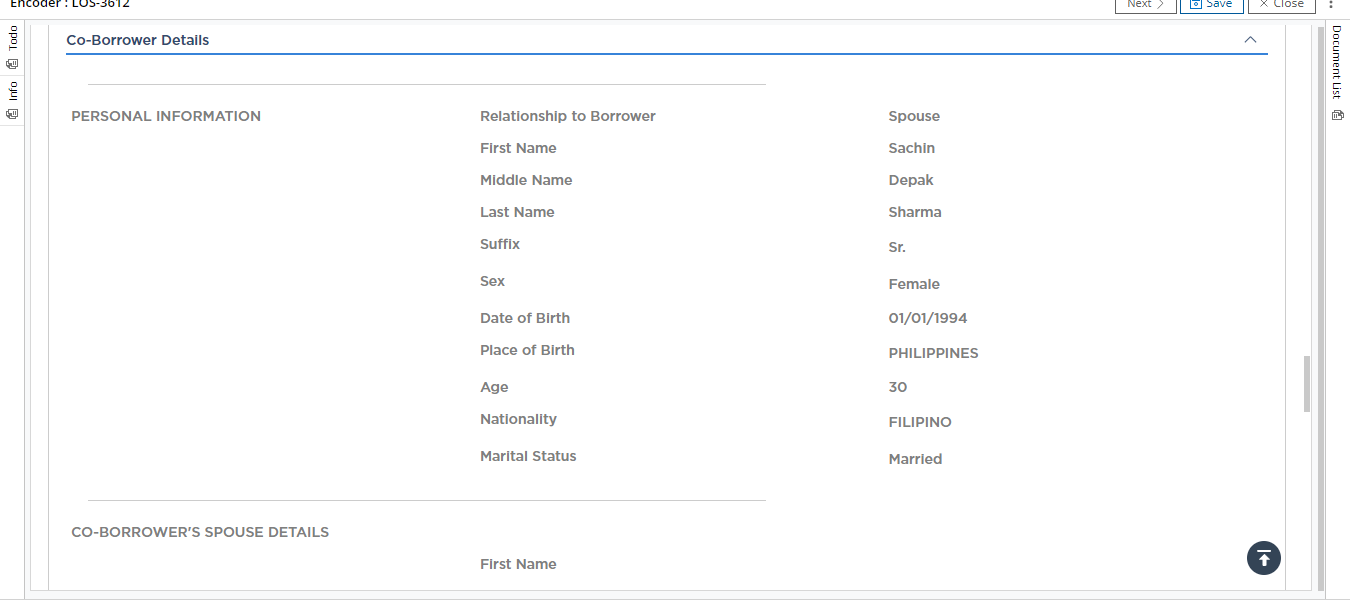 Encoder : LOS-3612
Next
Save
Close
Todo
Info
Document List
Co-Borrower Details
PERSONAL INFORMATION
Relationship to Borrower Spouse
First Name Sachin
Middle Name Depak
Last Name Sharma
Suffix Sr.
Sex Female
Date of Birth 01/01/1994
Place of Birth PHILIPPINES
Age 30
Nationality FILIPINO
Marital Status Married
CO-BORROWER'S SPOUSE DETAILS
First Name